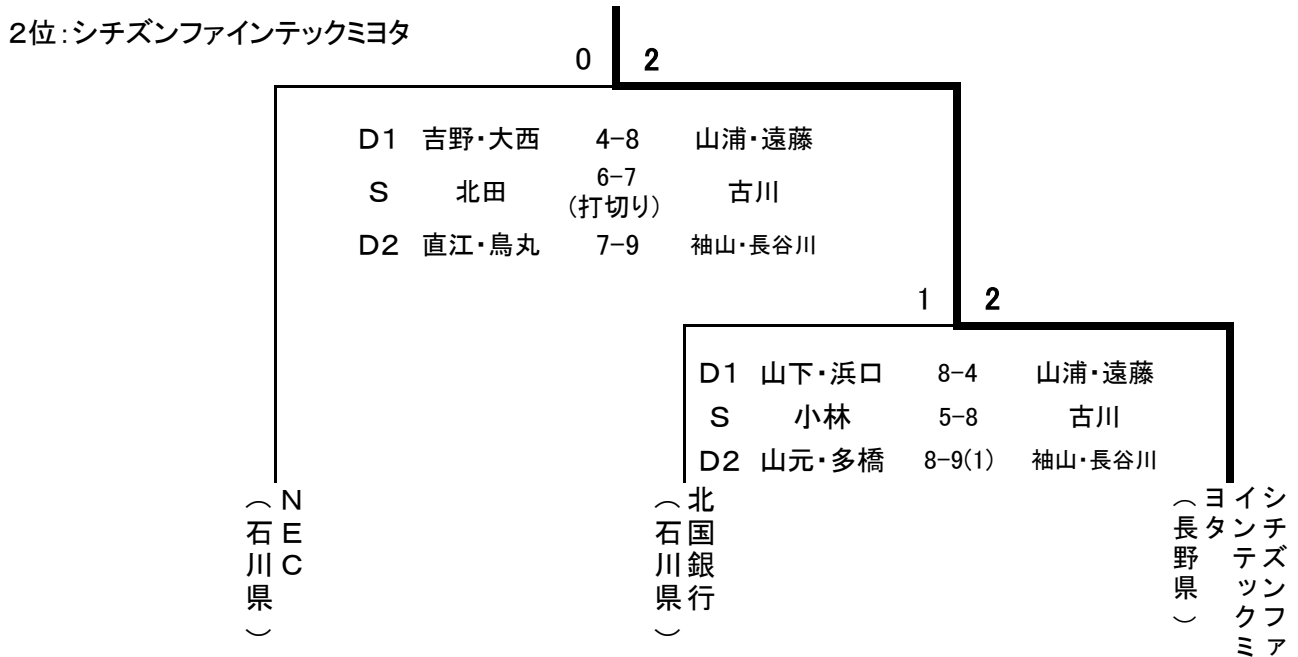 2位:シチズンファインテックミヨタ
0 2
D1 吉野・大西 4-8 山浦・遠藤
S 北田 6-7 (打切り) 古川
D2 直江・鳥丸 7-9 袖山・長谷川
1 2
D1 山下・浜口 8-4 山浦・遠藤
S 小林 5-8 古川
D2 山元・多橋 8-9(1) 袖山・長谷川
NEC
(石川県)
北国銀行
(石川県)
シチズンファ
インテックミ
ヨタ
(長野県)